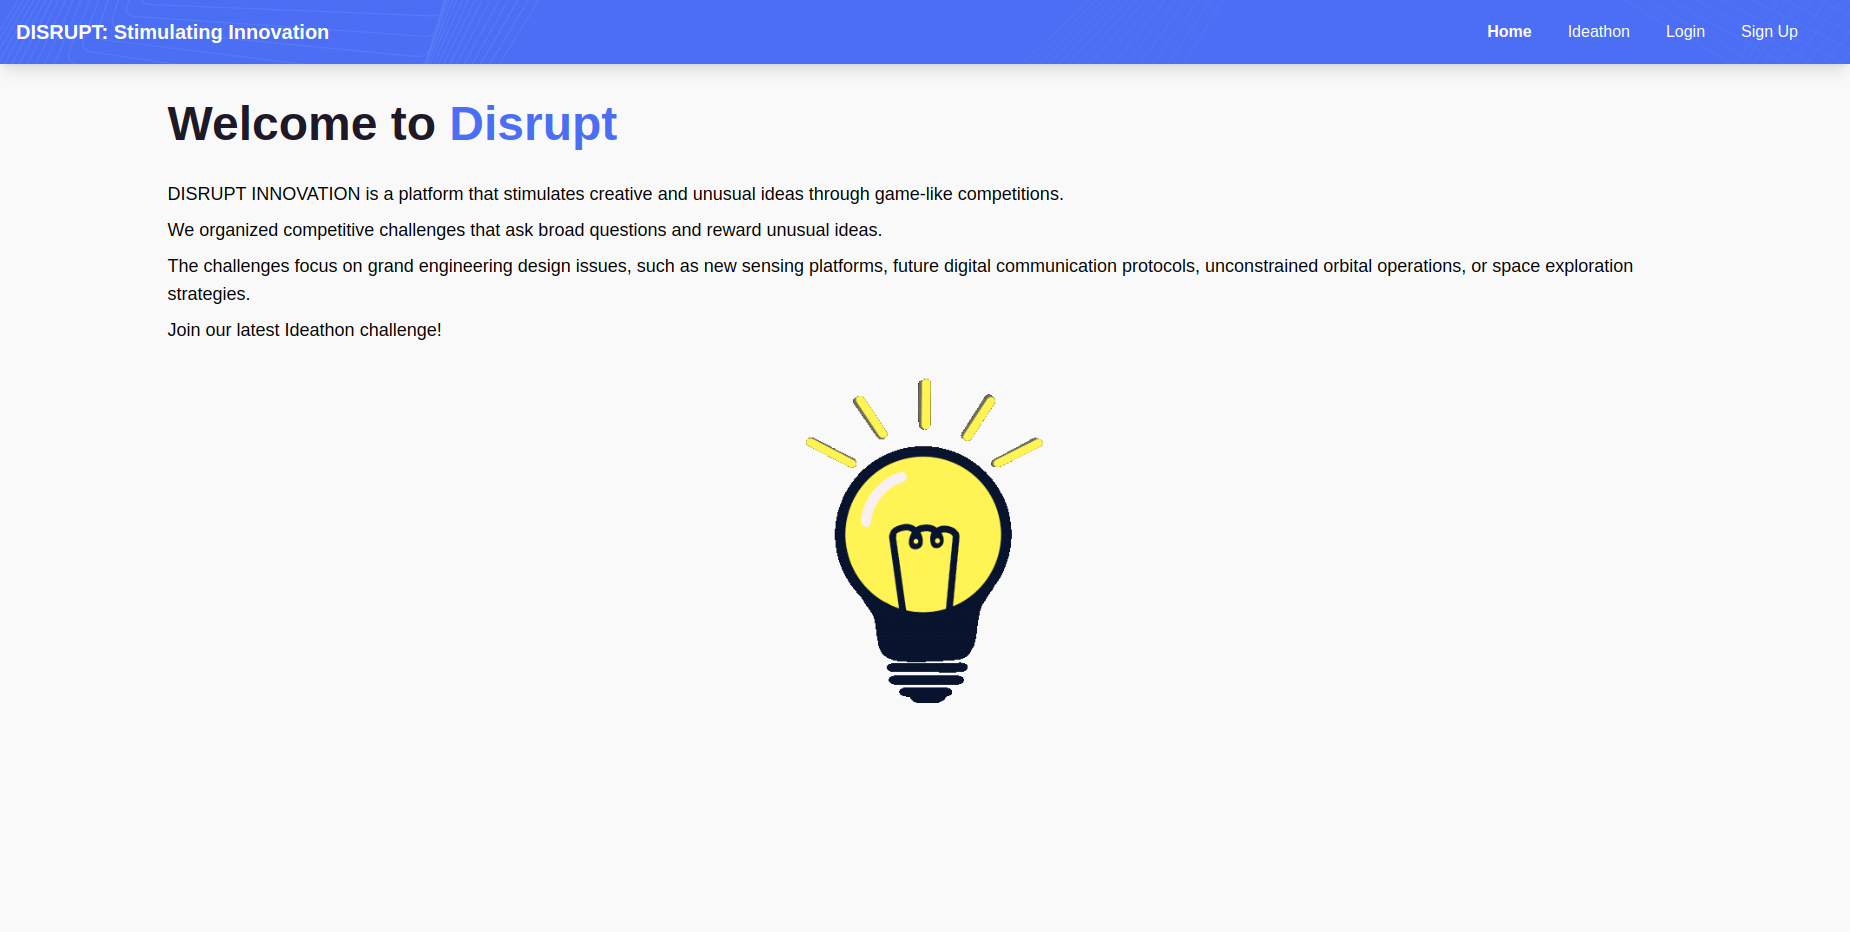 DISRUPT: Stimulating Innovation
Home
Ideathon
Login
Sign Up
Welcome to Disrupt
DISRUPT INNOVATION is a platform that stimulates creative and unusual ideas through game-like competitions.
We organized competitive challenges that ask broad questions and reward unusual ideas.
The challenges focus on grand engineering design issues, such as new sensing platforms, future digital communication protocols, unconstrained orbital operations, or space exploration
strategies.
Join our latest Ideathon challenge!